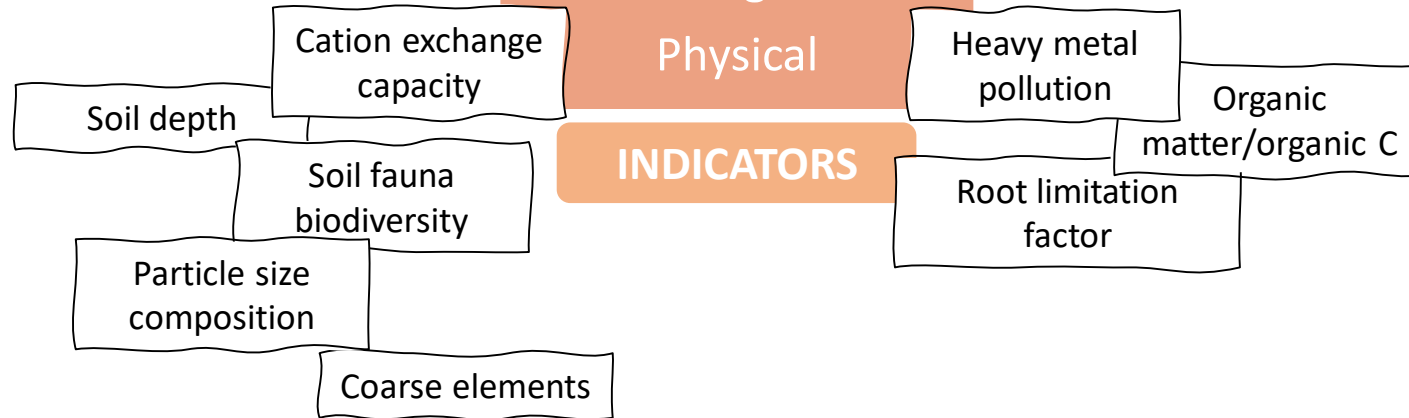 Cation exchange
capacity
Physical
Heavy metal
pollution
Soil depth
Organic
matter/organic C
Soil fauna
biodiversity
INDICATORS
Root limitation
factor
Particle size
composition
Coarse elements